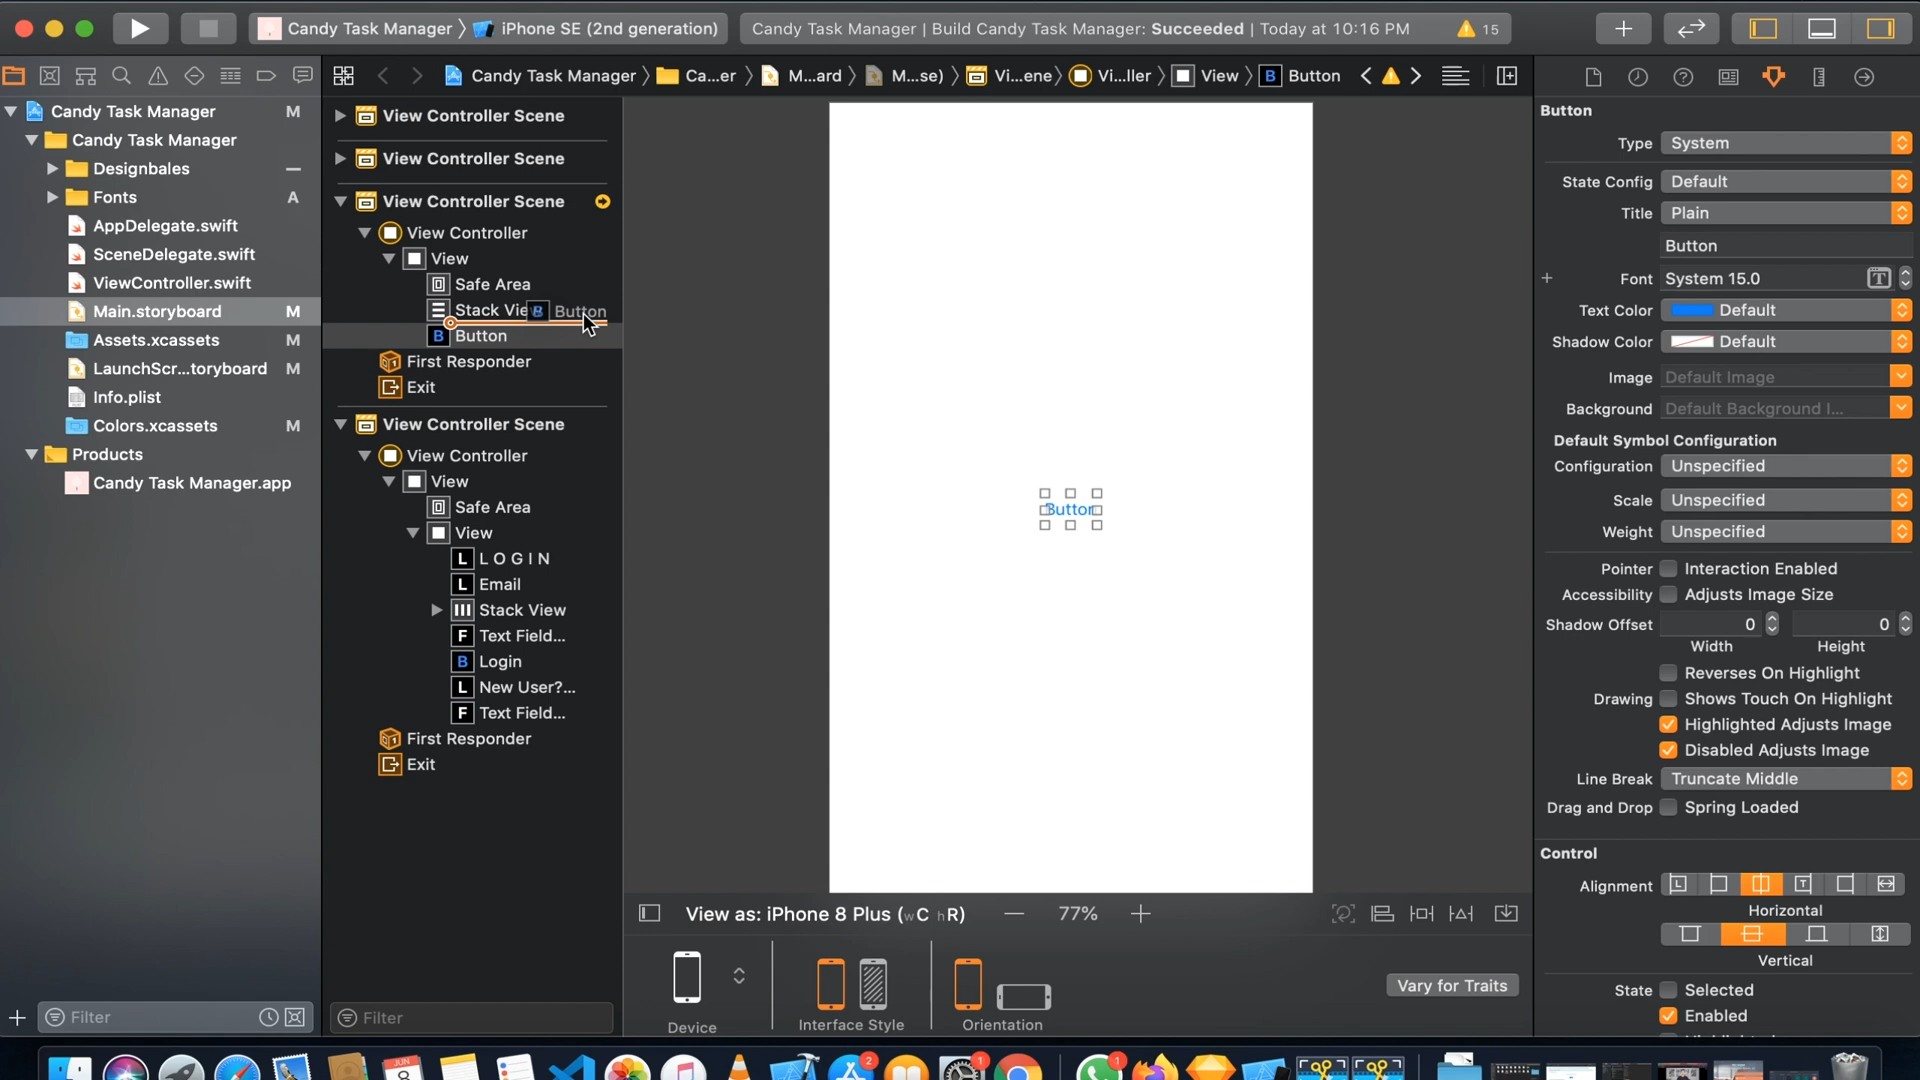 Candy Task Manager
iPhone SE (2nd generation)
Candy Task Manager | Build Candy Task Manager: Succeeded | Today at 10:16 PM
15
Candy Task Manager
Ca...er
M...ard
M...se)
Vi...ene
Vi...ller
View
B Button
Candy Task Manager M
Candy Task Manager
Designbales
Fonts A
AppDelegate.swift
SceneDelegate.swift
ViewController.swift
Main.storyboard M
Assets.xcassets M
LaunchScr...toryboard M
Info.plist
Colors.xcassets M
Products
Candy Task Manager.app
Filter
View Controller Scene
View Controller Scene
View Controller Scene
View Controller
View
Safe Area
Stack Vie
B Button
B Button
First Responder
Exit
View Controller Scene
View Controller
View
Safe Area
View
L L O G I N
L Email
Stack View
F Text Field...
B Login
L New User?...
F Text Field...
First Responder
Exit
Filter
Button
View as: iPhone 8 Plus (wC hR)
77%
Device
Interface Style
Orientation
Vary for Traits
Button
Type System
State Config Default
Title Plain
Button
Font System 15.0
Text Color Default
Shadow Color Default
Image Default Image
Background Default Background I...
Default Symbol Configuration
Configuration Unspecified
Scale Unspecified
Weight Unspecified
Pointer Interaction Enabled
Accessibility Adjusts Image Size
Shadow Offset 0 0
Width Height
Reverses On Highlight
Drawing Shows Touch On Highlight
Highlighted Adjusts Image
Disabled Adjusts Image
Line Break Truncate Middle
Drag and Drop Spring Loaded
Control
Alignment
Horizontal
Vertical
State Selected
Enabled
JUN
8
2
1
1